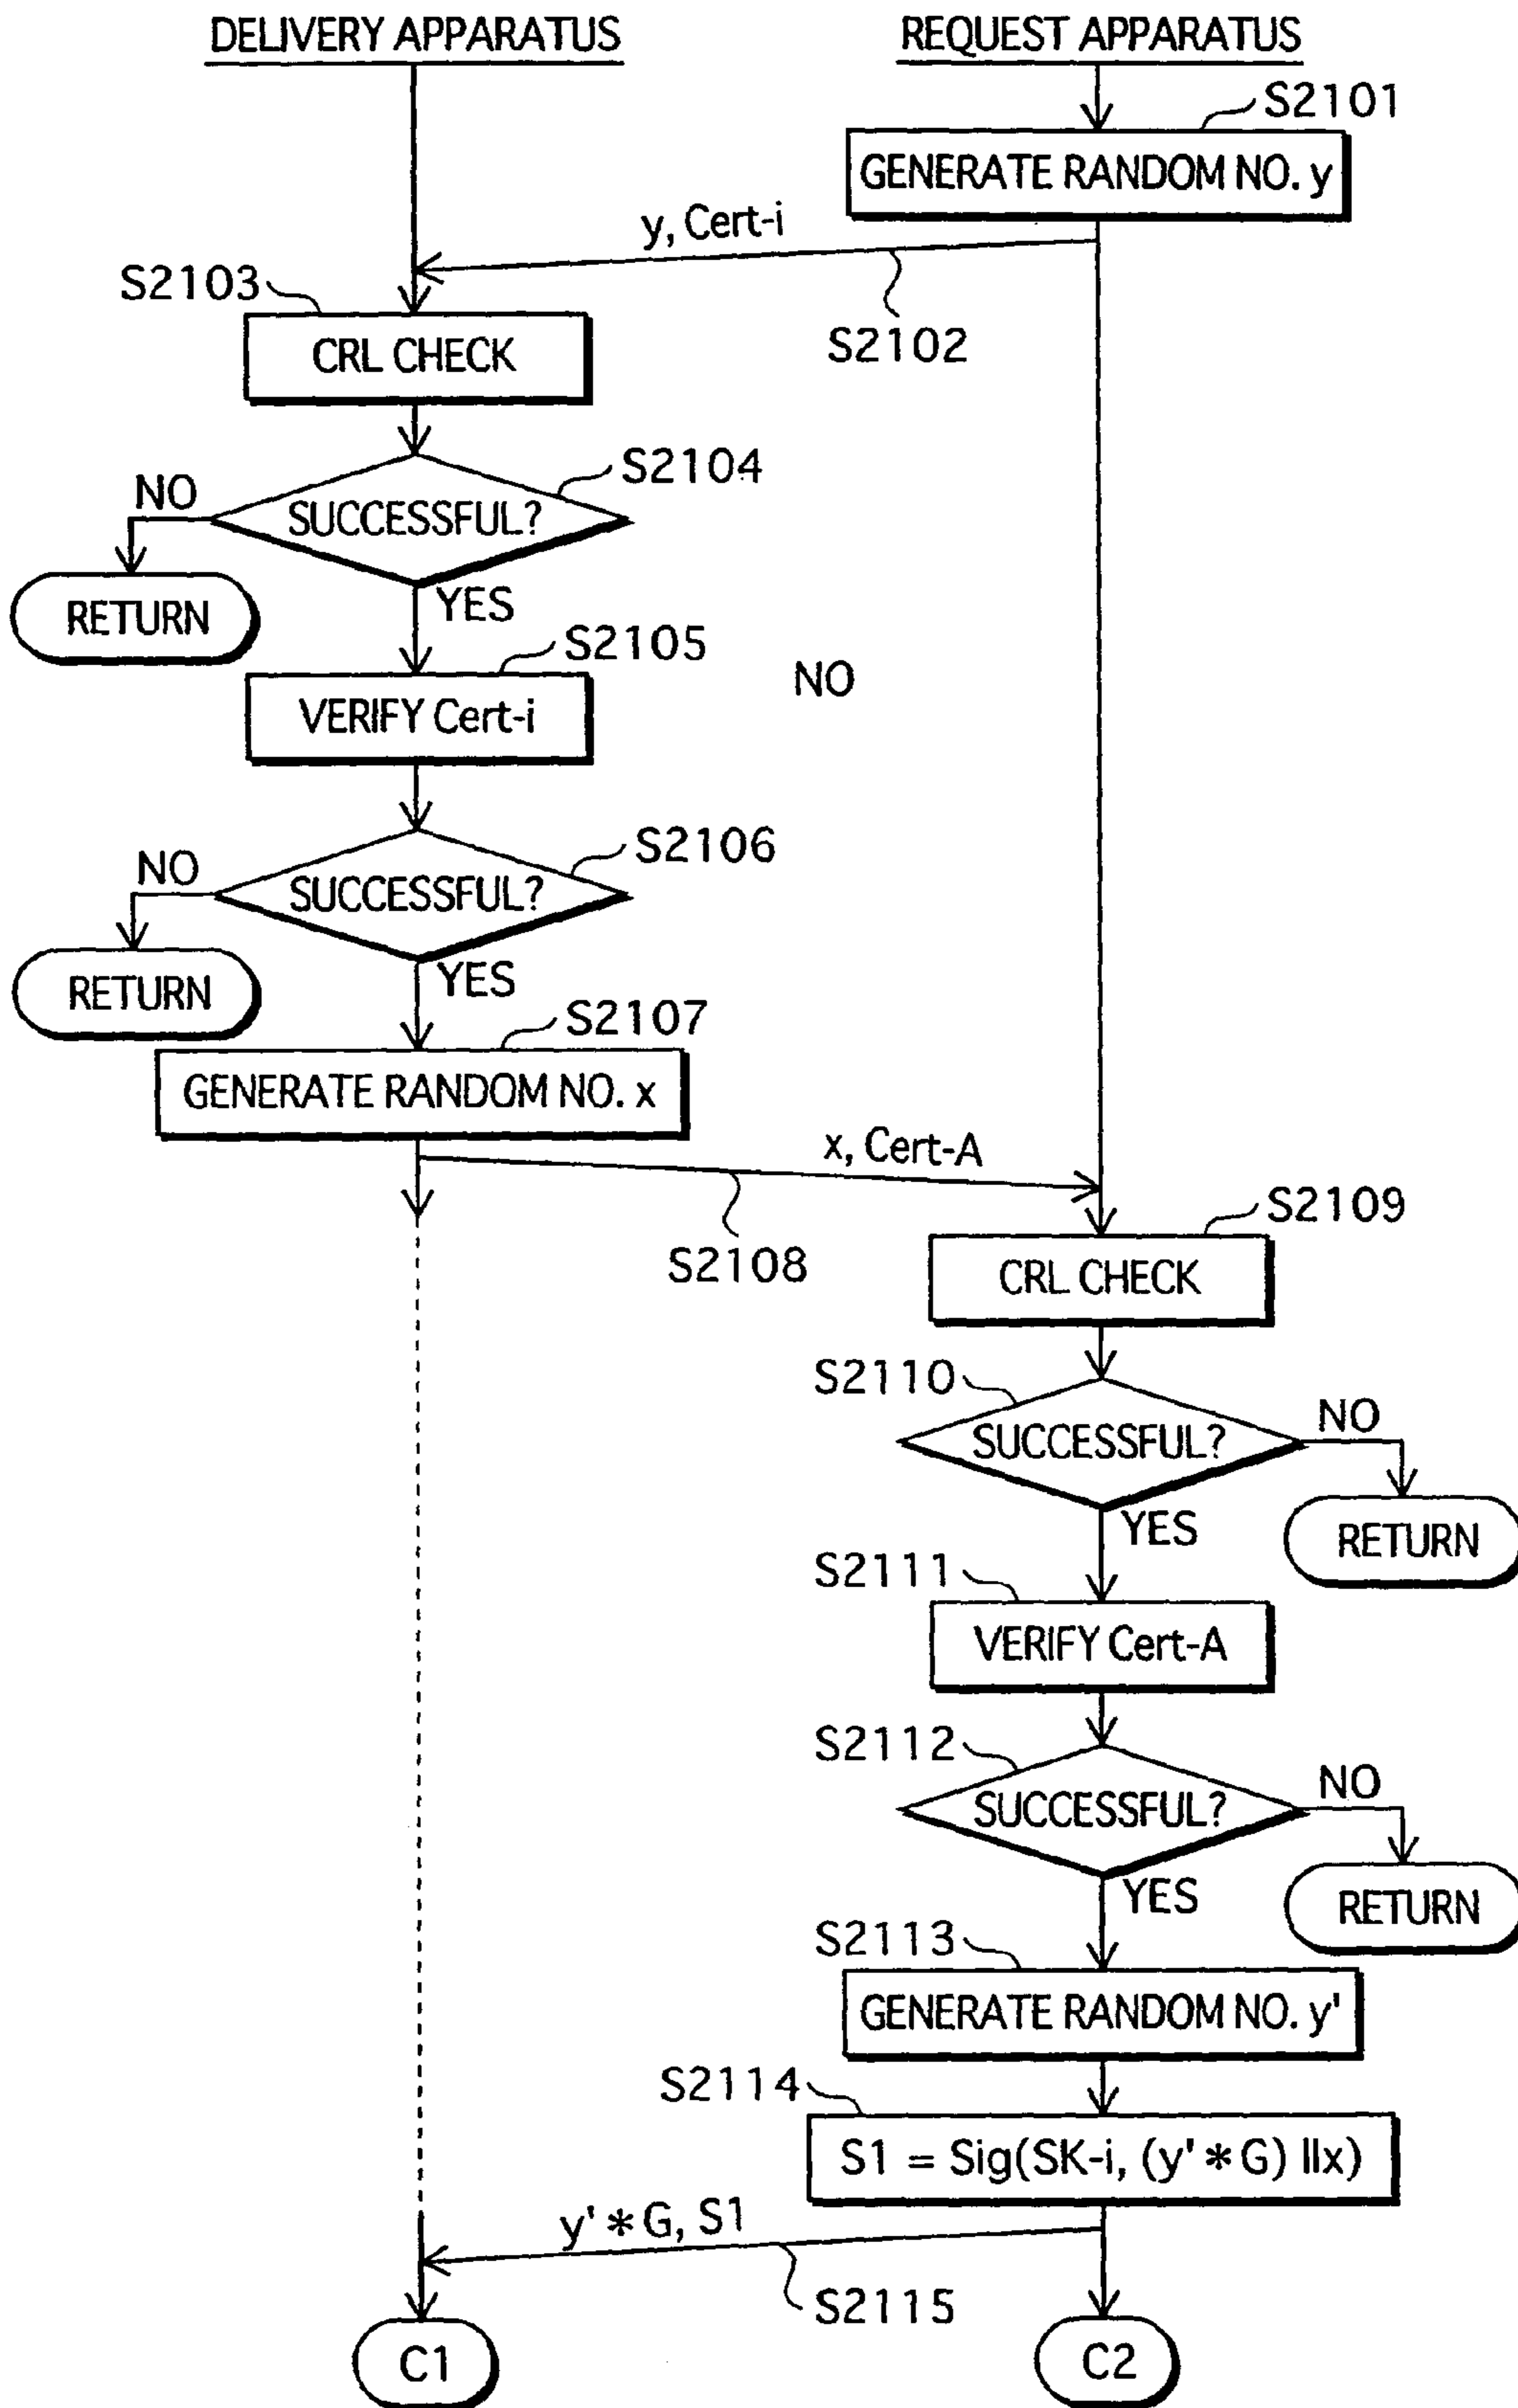 DELIVERY APPARATUS
REQUEST APPARATUS
S2101
GENERATE RANDOM NO. y
y, Cert-i
S2102
S2103
CRL CHECK
S2104
SUCCESSFUL?
NO
RETURN
YES
S2105
NO
VERIFY Cert-i
S2106
SUCCESSFUL?
NO
RETURN
YES
S2107
GENERATE RANDOM NO. x
x, Cert-A
S2108
S2109
CRL CHECK
S2110
SUCCESSFUL?
NO
RETURN
YES
S2111
VERIFY Cert-A
S2112
SUCCESSFUL?
NO
RETURN
YES
S2113
GENERATE RANDOM NO. y'
S2114
S1 = Sig(SK-i, (y' * G) llx)
y' * G, S1
S2115
C1
C2